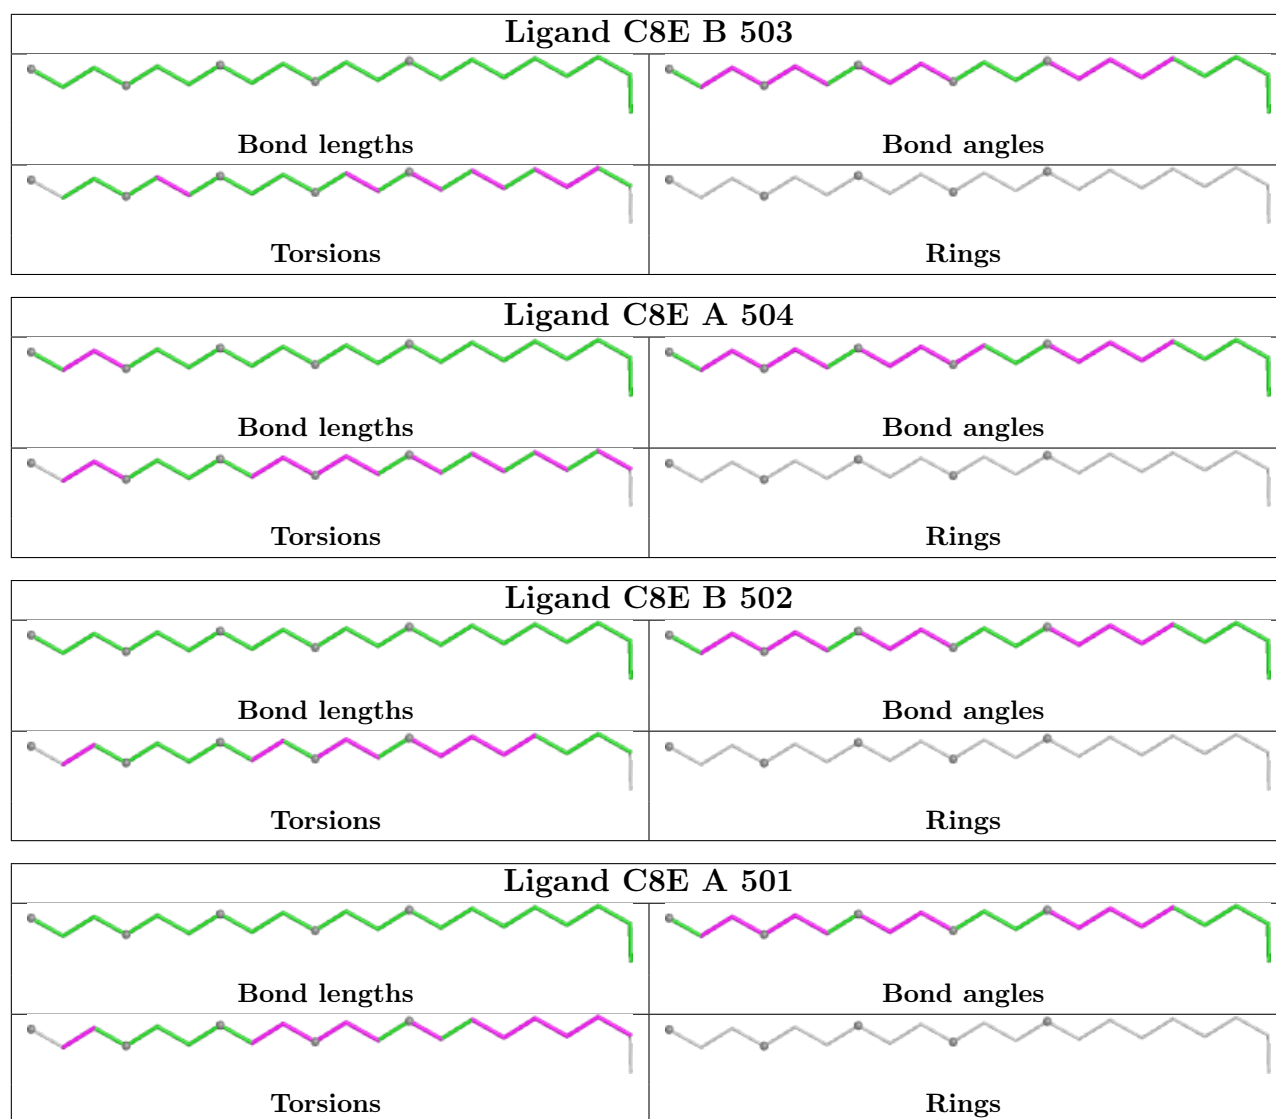 Ligand C8E B 503
Bond lengths
Bond angles
Torsions
Rings
Ligand C8E A 504
Bond lengths
Bond angles
Torsions
Rings
Ligand C8E B 502
Bond lengths
Bond angles
Torsions
Rings
Ligand C8E A 501
Bond lengths
Bond angles
Torsions
Rings